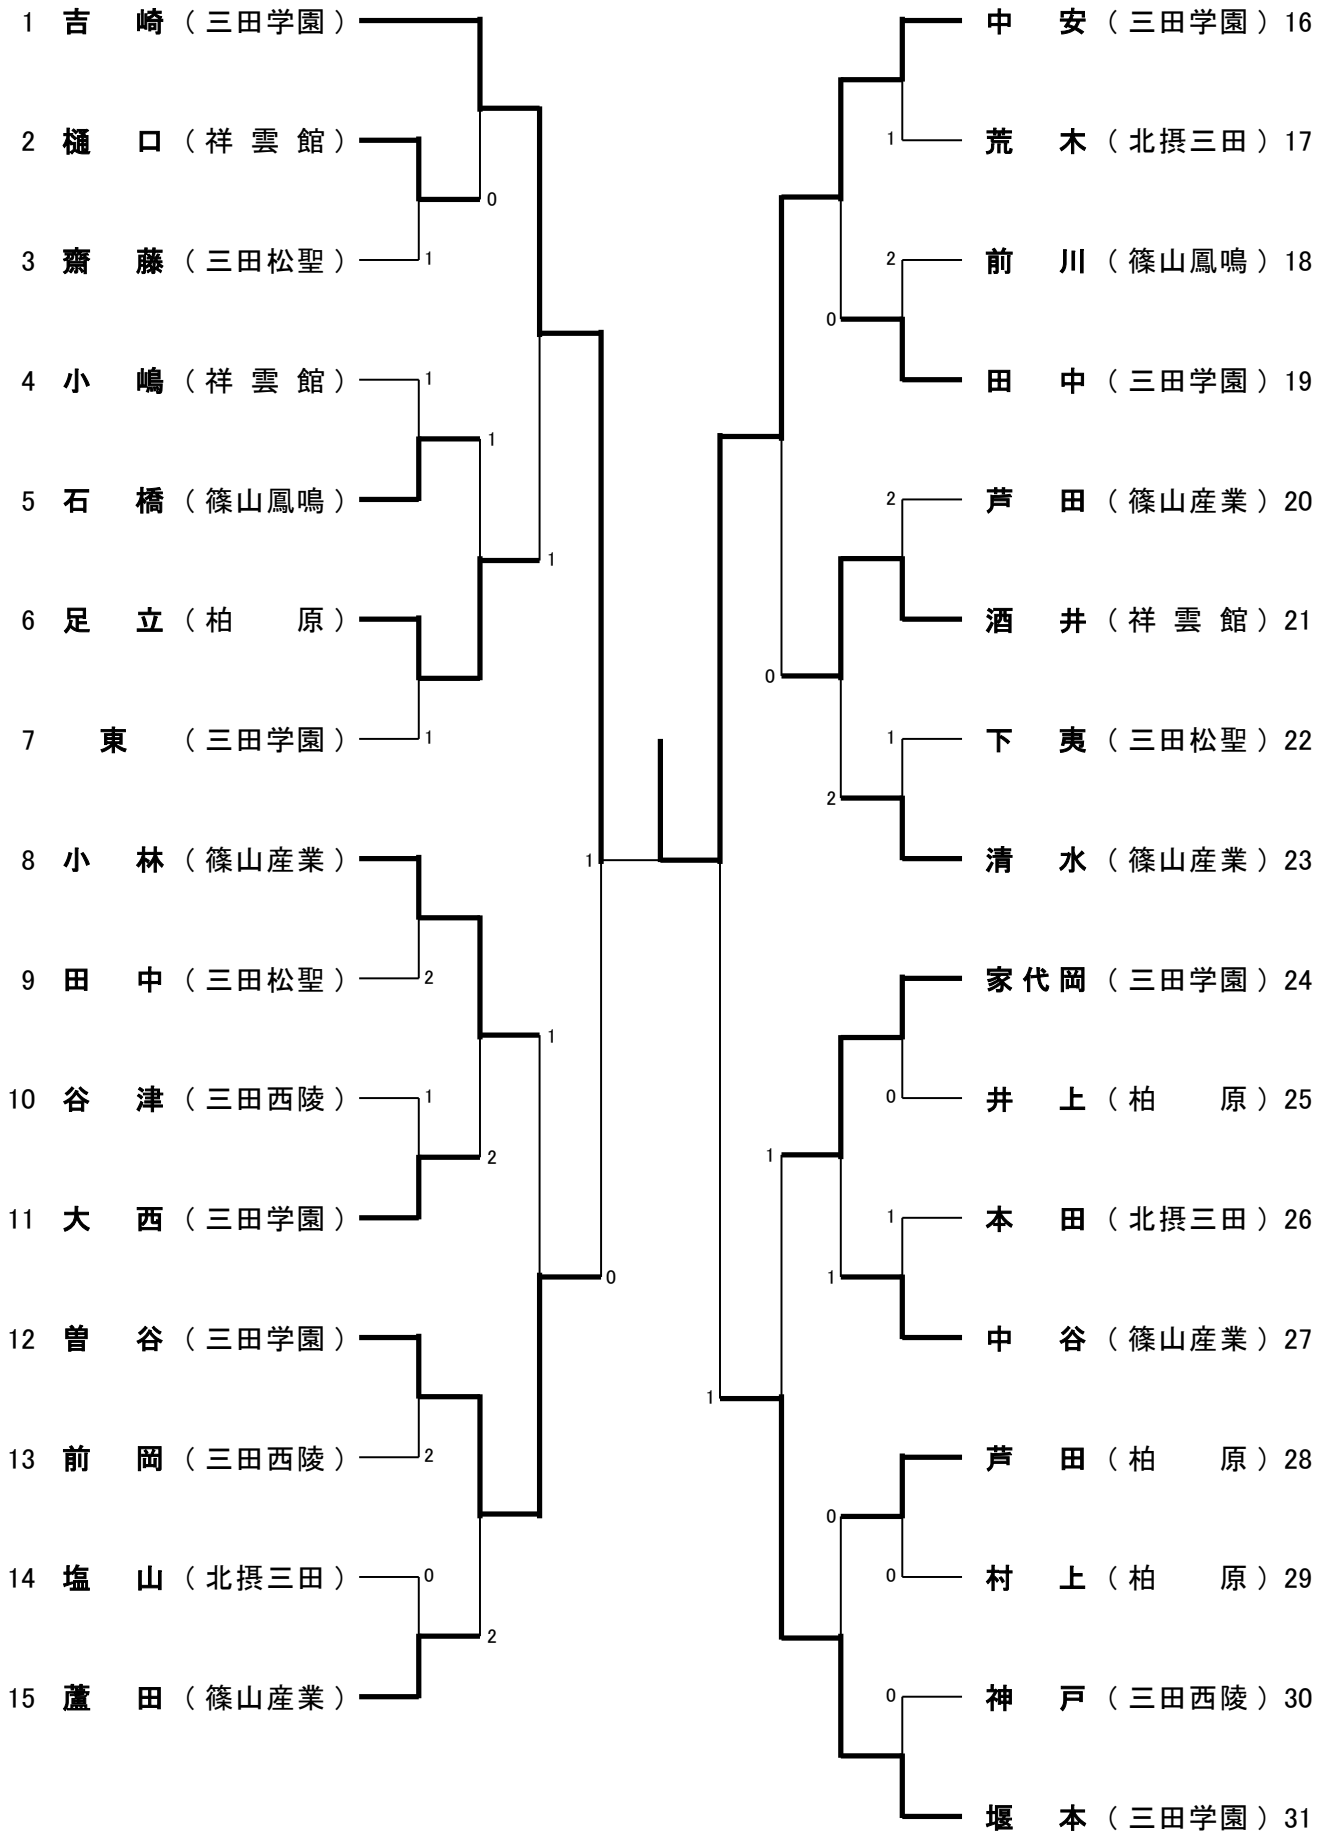 1 吉 崎 ( 三田学園 )
2 樋 口 ( 祥 雲 館 )
0
3 齋 藤 ( 三田松聖 ) 1
4 小 嶋 ( 祥 雲 館 ) 1
1
5 石 橋 ( 篠山鳳鳴 )
1
6 足 立 ( 柏 原 )
7 東 ( 三田学園 ) 1
8 小 林 ( 篠山産業 )
1
9 田 中 ( 三田松聖 ) 2
1
10 谷 津 ( 三田西陵 ) 1
2
11 大 西 ( 三田学園 )
0
12 曽 谷 ( 三田学園 )
13 前 岡 ( 三田西陵 ) 2
14 塩 山 ( 北摂三田 ) 0
2
15 蘆 田 ( 篠山産業 )
中 安 ( 三田学園 ) 16
1 荒 木 ( 北摂三田 ) 17
2 前 川 ( 篠山鳳鳴 ) 18
0
田 中 ( 三田学園 ) 19
2 芦 田 ( 篠山産業 ) 20
酒 井 ( 祥 雲 館 ) 21
0
1 下 夷 ( 三田松聖 ) 22
2
清 水 ( 篠山産業 ) 23
家代岡 ( 三田学園 ) 24
0 井 上 ( 柏 原 ) 25
1
1 本 田 ( 北摂三田 ) 26
1
中 谷 ( 篠山産業 ) 27
1
芦 田 ( 柏 原 ) 28
0
0 村 上 ( 柏 原 ) 29
0 神 戸 ( 三田西陵 ) 30
堰 本 ( 三田学園 ) 31